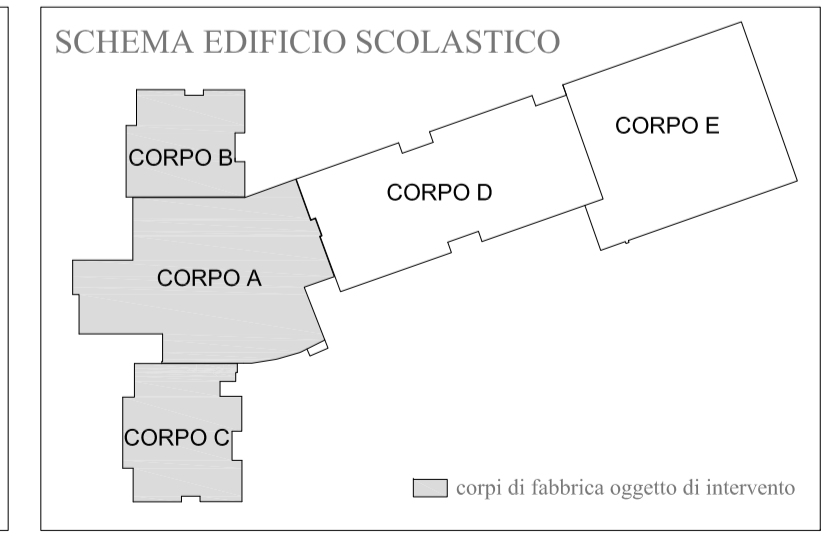 SCHEMA EDIFICIO SCOLASTICO
CORPO E
CORPO B
CORPO D
CORPO A
CORPO C
corpi di fabbrica oggetto di intervento